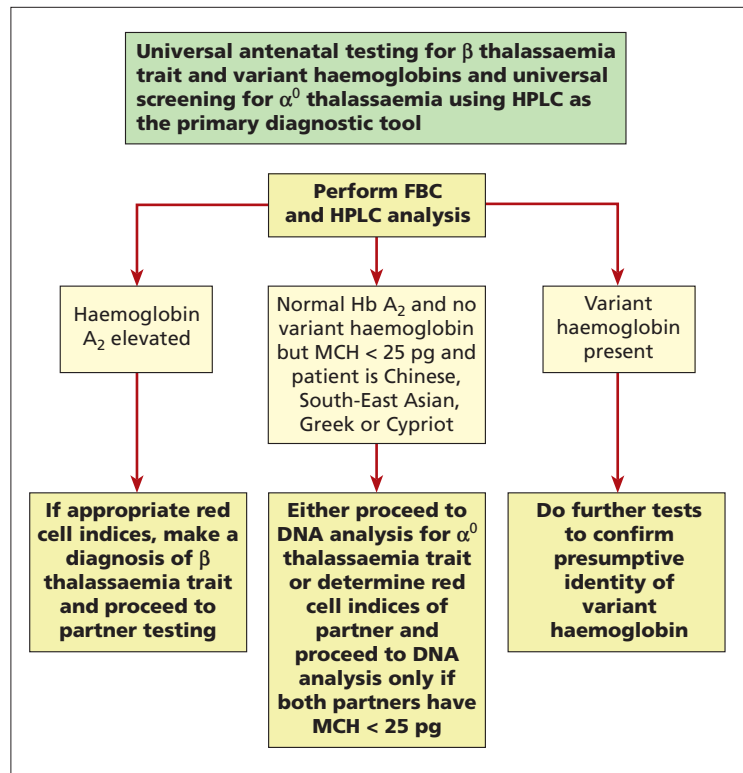 Universal antenatal testing for β thalassaemia
trait and variant haemoglobins and universal
screening for α⁰ thalassaemia using HPLC as
the primary diagnostic tool
Perform FBC
and HPLC analysis
Haemoglobin
A₂ elevated
Normal Hb A₂ and no
variant haemoglobin
but MCH < 25 pg and
patient is Chinese,
South-East Asian,
Greek or Cypriot
Variant
haemoglobin
present
If appropriate red
cell indices, make a
diagnosis of β
thalassaemia trait
and proceed to
partner testing
Either proceed to
DNA analysis for α⁰
thalassaemia trait
or determine red
cell indices of
partner and
proceed to DNA
analysis only if
both partners have
MCH < 25 pg
Do further tests
to confirm
presumptive
identity of
variant
haemoglobin